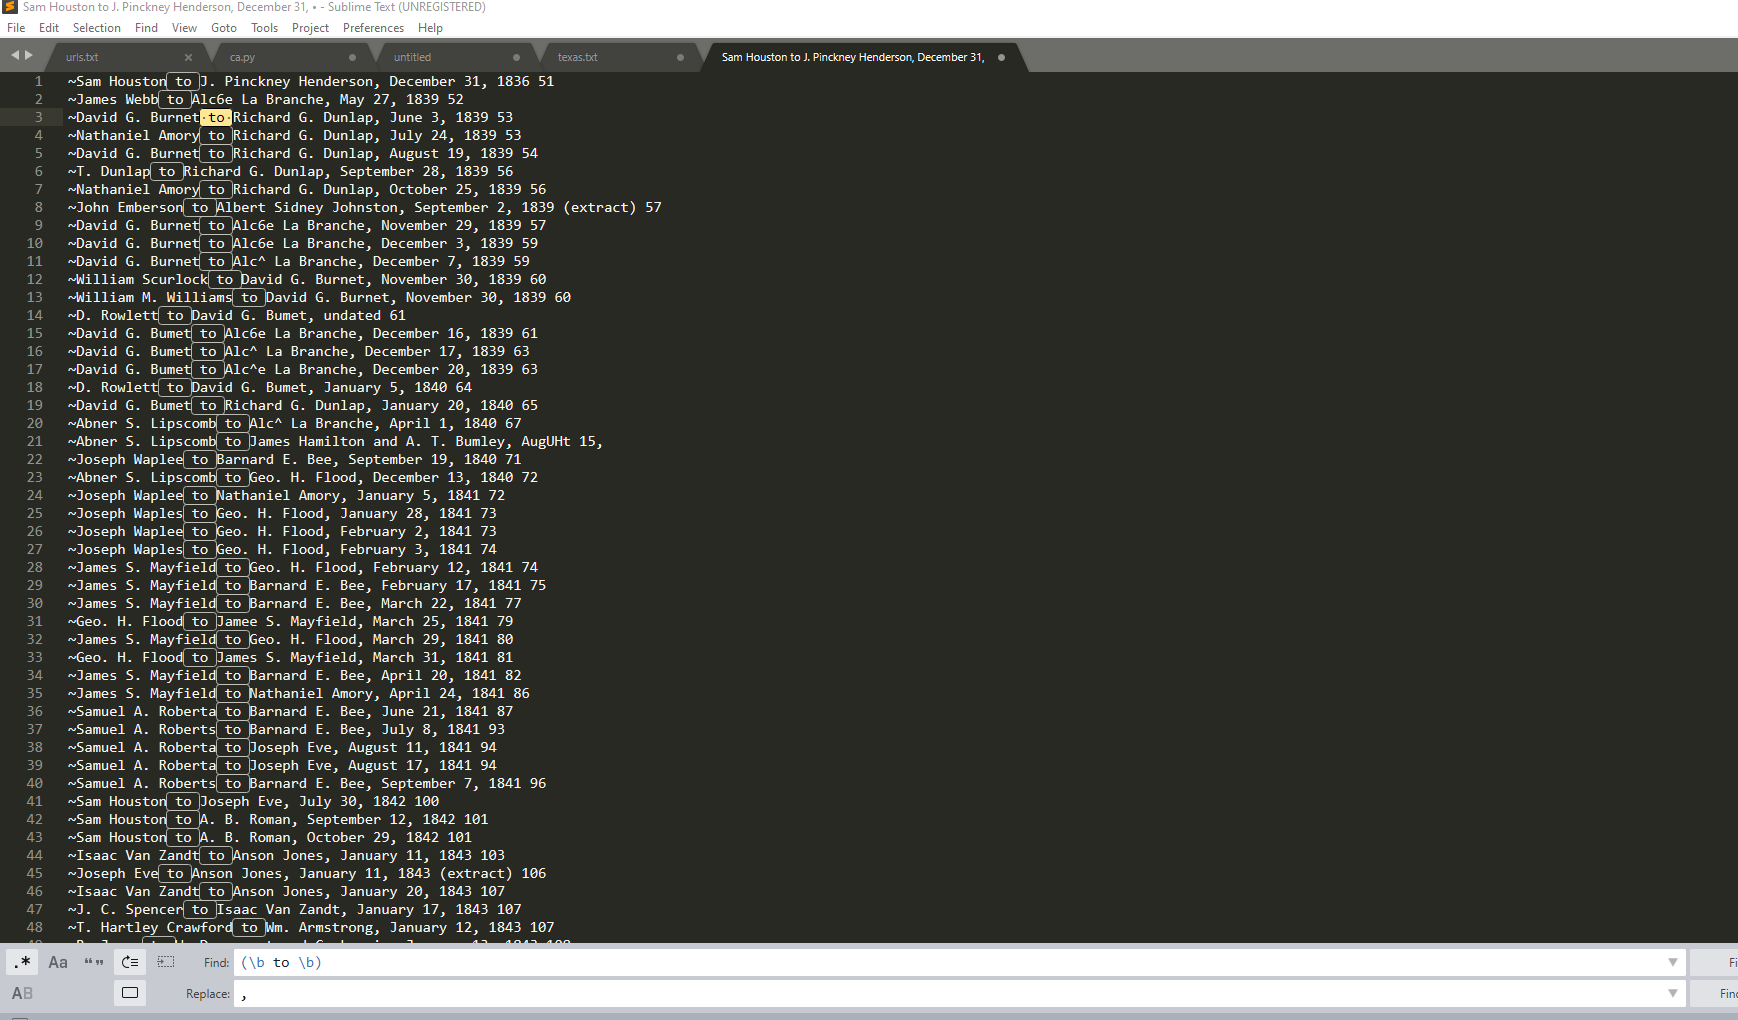 Sam Houston to J. Pinckney Henderson, December 31, • - Sublime Text (UNREGISTERED)
File Edit Selection Find View Goto Tools Project Preferences Help
urls.txt ca.py untitled texas.txt Sam Houston to J. Pinckney Henderson, December 31,
1 ~Sam Houston to J. Pinckney Henderson, December 31, 1836 51
2 ~James Webb to Alc6e La Branche, May 27, 1839 52
3 ~David G. Burnet to Richard G. Dunlap, June 3, 1839 53
4 ~Nathaniel Amory to Richard G. Dunlap, July 24, 1839 53
5 ~David G. Burnet to Richard G. Dunlap, August 19, 1839 54
6 ~T. Dunlap to Richard G. Dunlap, September 28, 1839 56
7 ~Nathaniel Amory to Richard G. Dunlap, October 25, 1839 56
8 ~John Emberson to Albert Sidney Johnston, September 2, 1839 (extract) 57
9 ~David G. Burnet to Alc6e La Branche, November 29, 1839 57
10 ~David G. Burnet to Alc6e La Branche, December 3, 1839 59
11 ~David G. Burnet to Alc^ La Branche, December 7, 1839 59
12 ~William Scurlock to David G. Burnet, November 30, 1839 60
13 ~William M. Williams to David G. Burnet, November 30, 1839 60
14 ~D. Rowlett to David G. Bumet, undated 61
15 ~David G. Bumet to Alc6e La Branche, December 16, 1839 61
16 ~David G. Bumet to Alc^ La Branche, December 17, 1839 63
17 ~David G. Bumet to Alc^e La Branche, December 20, 1839 63
18 ~D. Rowlett to David G. Bumet, January 5, 1840 64
19 ~David G. Bumet to Richard G. Dunlap, January 20, 1840 65
20 ~Abner S. Lipscomb to Alc^ La Branche, April 1, 1840 67
21 ~Abner S. Lipscomb to James Hamilton and A. T. Bumley, AugUHt 15,
22 ~Joseph Waplee to Barnard E. Bee, September 19, 1840 71
23 ~Abner S. Lipscomb to Geo. H. Flood, December 13, 1840 72
24 ~Joseph Waplee to Nathaniel Amory, January 5, 1841 72
25 ~Joseph Waples to Geo. H. Flood, January 28, 1841 73
26 ~Joseph Waplee to Geo. H. Flood, February 2, 1841 73
27 ~Joseph Waples to Geo. H. Flood, February 3, 1841 74
28 ~James S. Mayfield to Geo. H. Flood, February 12, 1841 74
29 ~James S. Mayfield to Barnard E. Bee, February 17, 1841 75
30 ~James S. Mayfield to Barnard E. Bee, March 22, 1841 77
31 ~Geo. H. Flood to Jamee S. Mayfield, March 25, 1841 79
32 ~James S. Mayfield to Geo. H. Flood, March 29, 1841 80
33 ~Geo. H. Flood to James S. Mayfield, March 31, 1841 81
34 ~James S. Mayfield to Barnard E. Bee, April 20, 1841 82
35 ~James S. Mayfield to Nathaniel Amory, April 24, 1841 86
36 ~Samuel A. Roberta to Barnard E. Bee, June 21, 1841 87
37 ~Samuel A. Roberts to Barnard E. Bee, July 8, 1841 93
38 ~Samuel A. Roberta to Joseph Eve, August 11, 1841 94
39 ~Samuel A. Roberta to Joseph Eve, August 17, 1841 94
40 ~Samuel A. Roberts to Barnard E. Bee, September 7, 1841 96
41 ~Sam Houston to Joseph Eve, July 30, 1842 100
42 ~Sam Houston to A. B. Roman, September 12, 1842 101
43 ~Sam Houston to A. B. Roman, October 29, 1842 101
44 ~Isaac Van Zandt to Anson Jones, January 11, 1843 103
45 ~Joseph Eve to Anson Jones, January 11, 1843 (extract) 106
46 ~Isaac Van Zandt to Anson Jones, January 20, 1843 107
47 ~J. C. Spencer to Isaac Van Zandt, January 17, 1843 107
48 ~T. Hartley Crawford to Wm. Armstrong, January 12, 1843 107
.* Aa “” Find: (\b to \b) Fi
AB Replace: , Fin